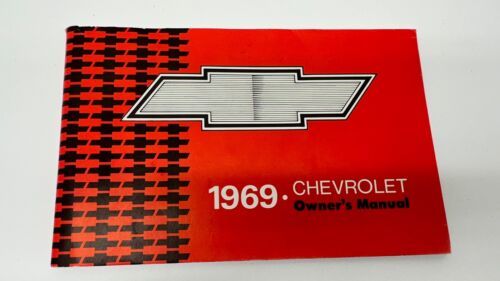 1969 · CHEVROLET
Owner's Manual